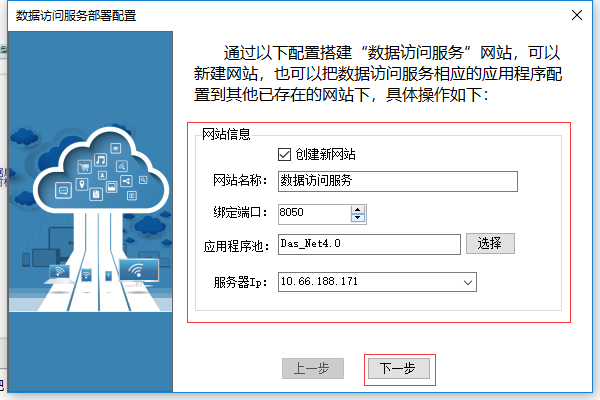 数据访问服务部署配置
通过以下配置搭建“数据访问服务”网站，可以
新建网站，也可以把数据访问服务相应的应用程序配
置到其他已存在的网站下，具体操作如下：
网站信息
创建新网站
网站名称： 数据访问服务
绑定端口： 8050
应用程序池： Das_Net4.0 选择
服务器Ip： 10.66.188.171
上一步 下一步